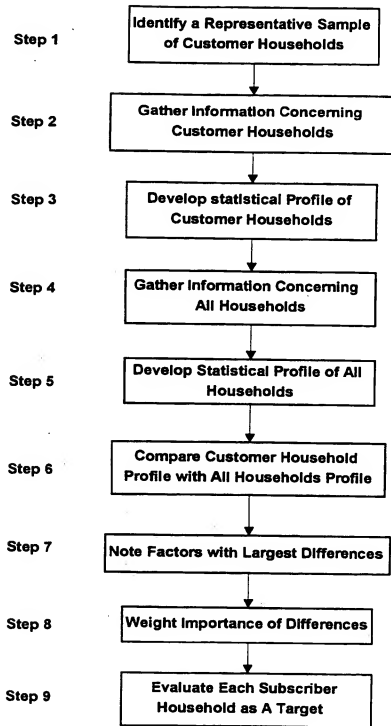 Step 1
Identify a Representative Sample
of Customer Households
Step 2
Gather Information Concerning
Customer Households
Step 3
Develop statistical Profile of
Customer Households
Step 4
Gather Information Concerning
All Households
Step 5
Develop Statistical Profile of All
Households
Step 6
Compare Customer Household
Profile with All Households Profile
Step 7
Note Factors with Largest Differences
Step 8
Weight Importance of Differences
Step 9
Evaluate Each Subscriber
Household as A Target